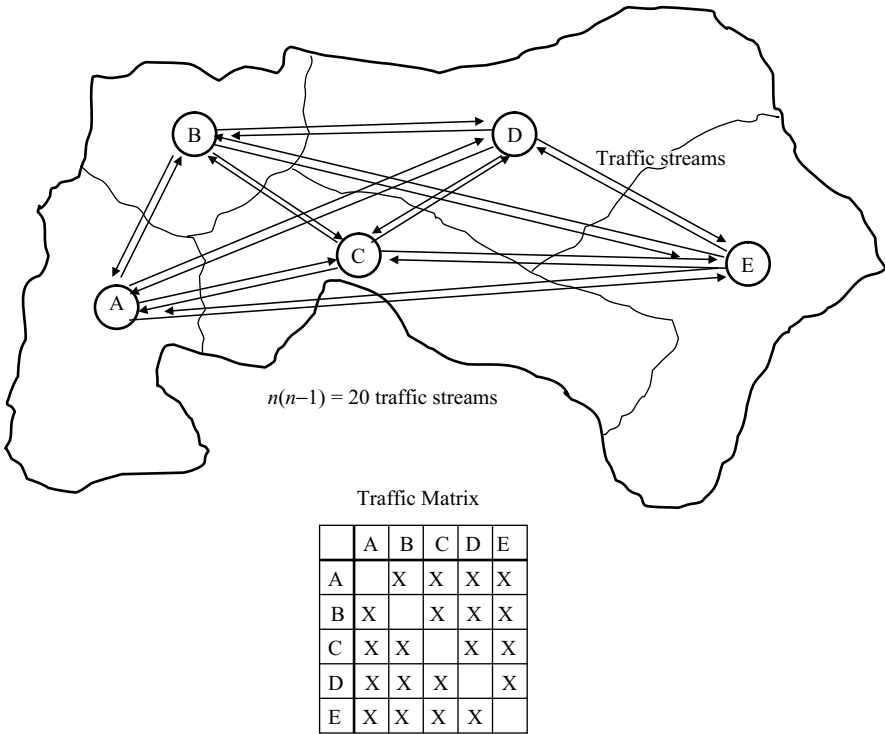 B
D
Traffic streams
C
E
A
n(n−1) = 20 traffic streams
Traffic Matrix
A B C D E
A X X X X
B X X X X
C X X X X
D X X X X
E X X X X